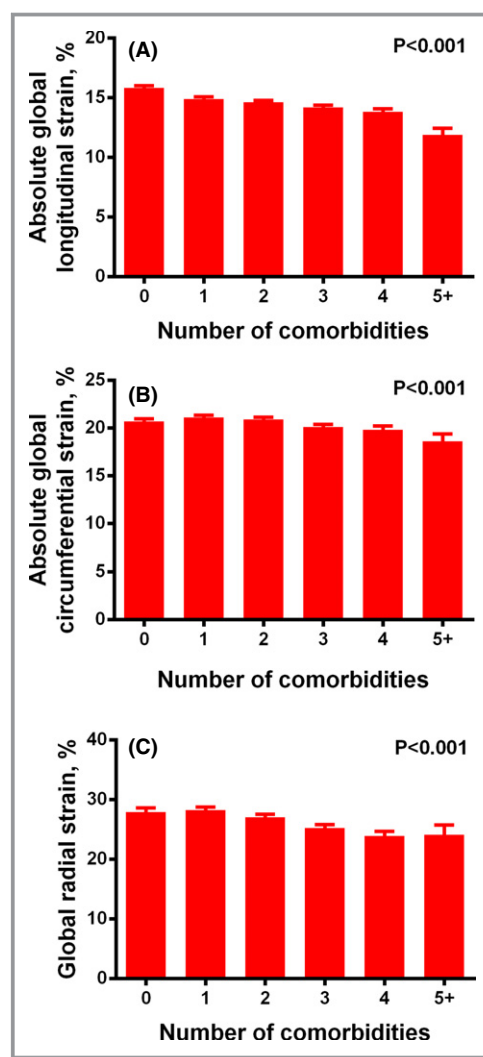 (A)
P<0.001
Absolute global
longitudinal strain, %
20
15
10
5
0
0 1 2 3 4 5+
Number of comorbidities
(B)
P<0.001
Absolute global
circumferential strain, %
25
20
15
10
5
0
0 1 2 3 4 5+
Number of comorbidities
(C)
P<0.001
Global radial strain, %
40
30
20
10
0
0 1 2 3 4 5+
Number of comorbidities